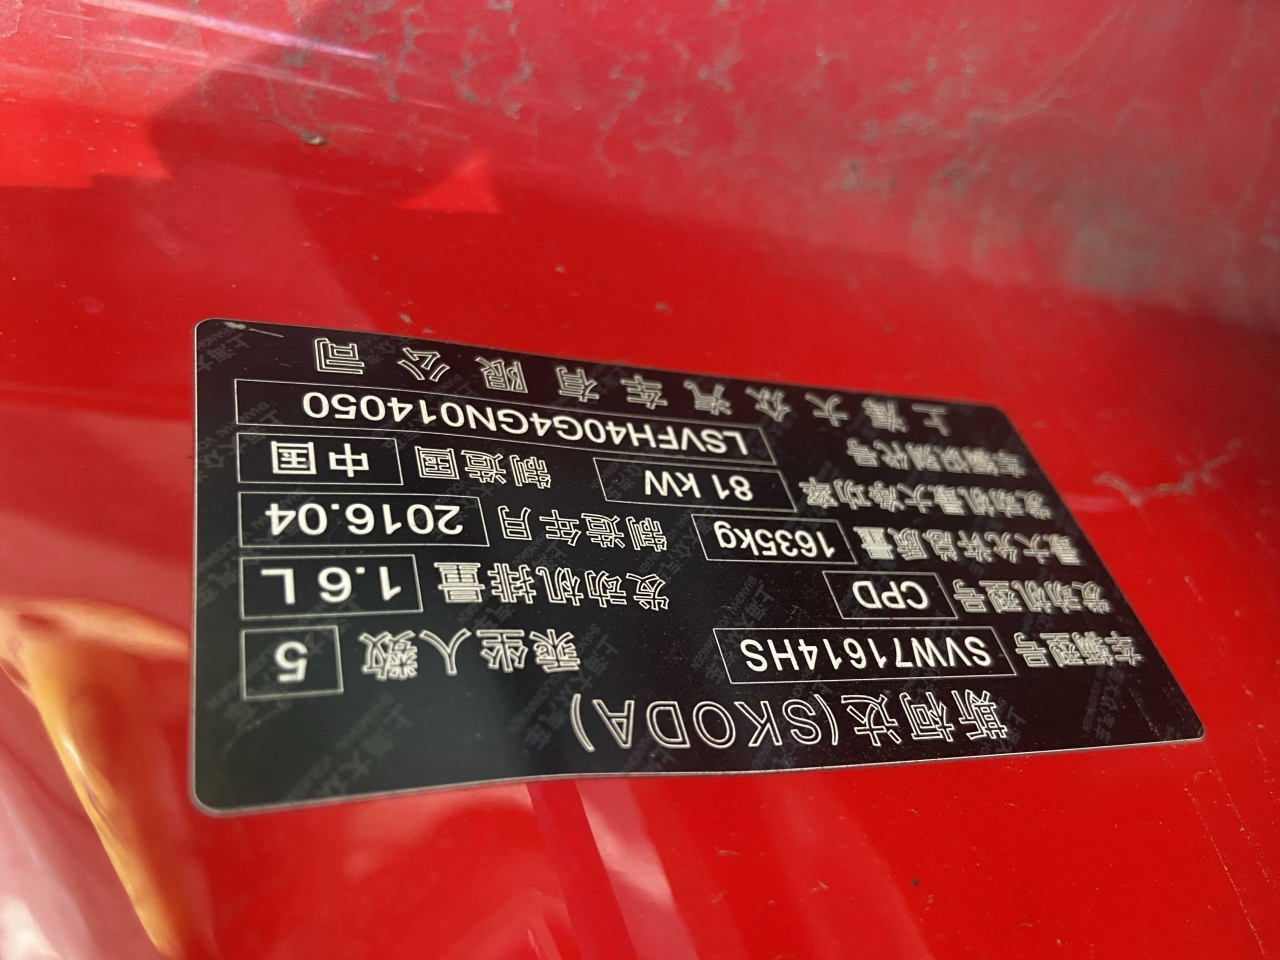 斯柯达(SKODA)
车辆型号 SVW71614HS 乘坐人数 5
发动机型号 CPD 发动机排量 1.6 L
最大允许总质量 1635kg 制造年月 2016.04
发动机最大净功率 81 kW 制造国 中国
车辆识别代号 LSVFH40G4GN014050
上海大众汽车有限公司